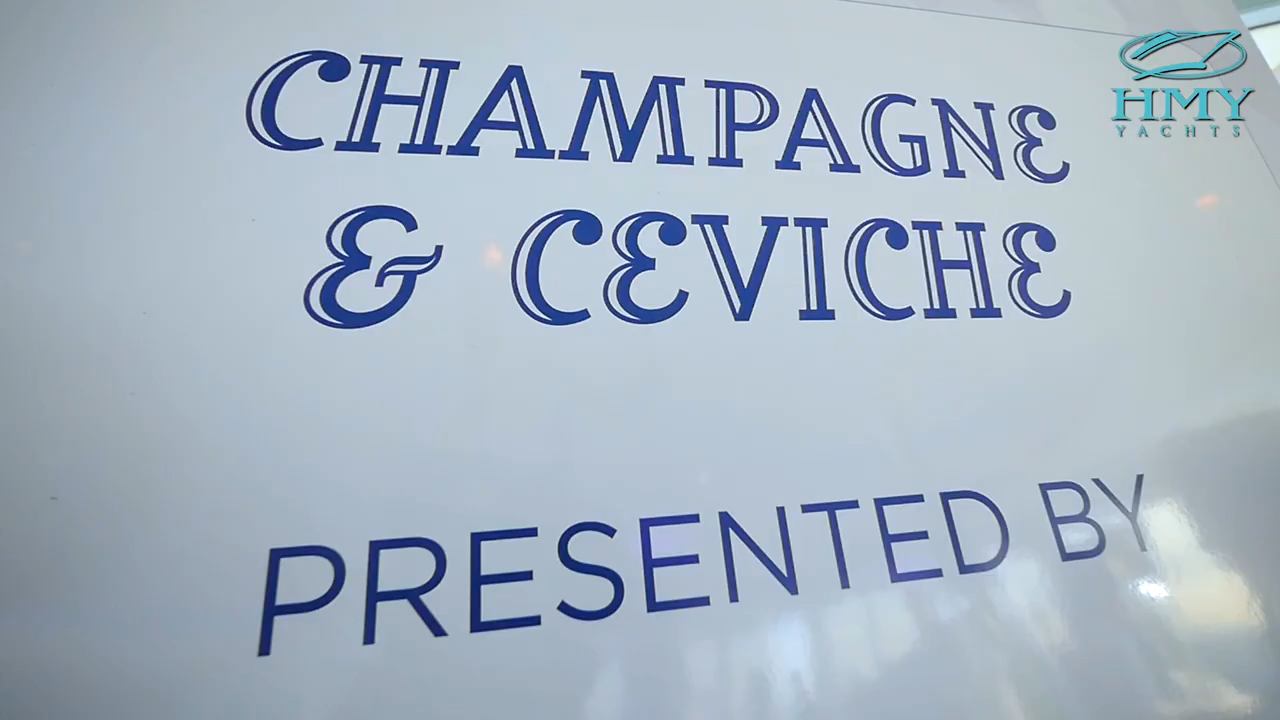 CHAMPAGNE
& CEVICHE
PRESENTED BY
HMY
YACHTS